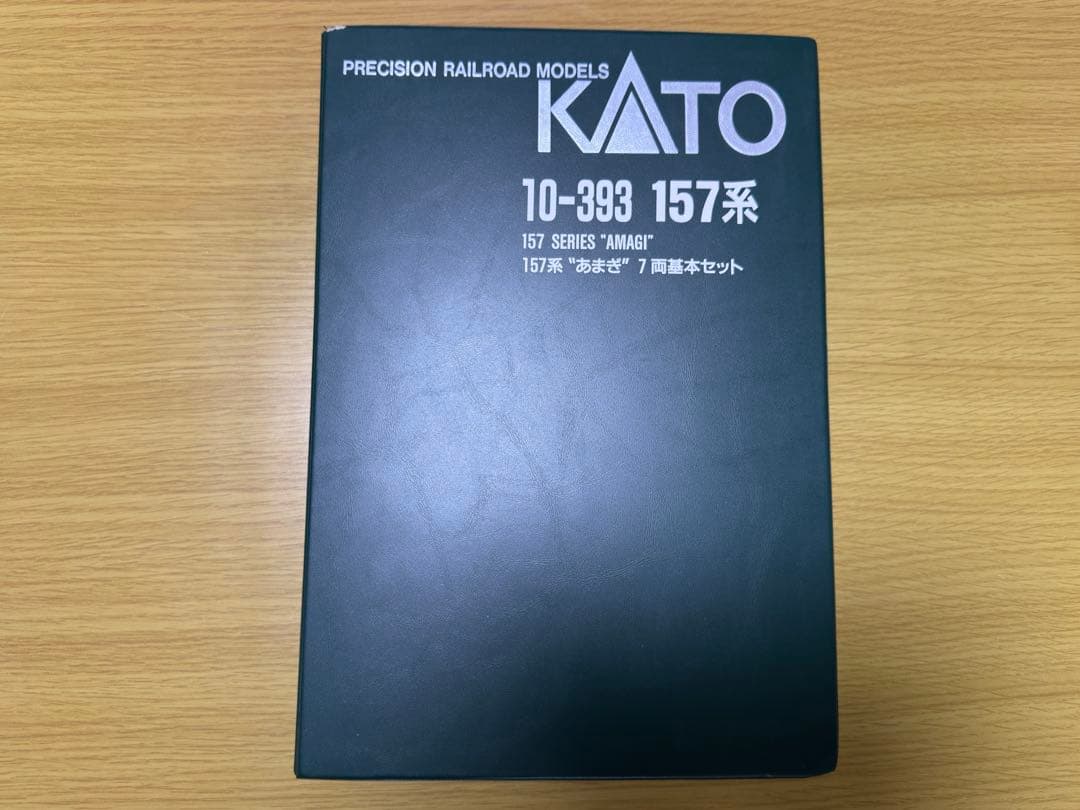 PRECISION RAILROAD MODELS
KATO
10-393 157系
157 SERIES "AMAGI"
157系 "あまぎ" 7両基本セット